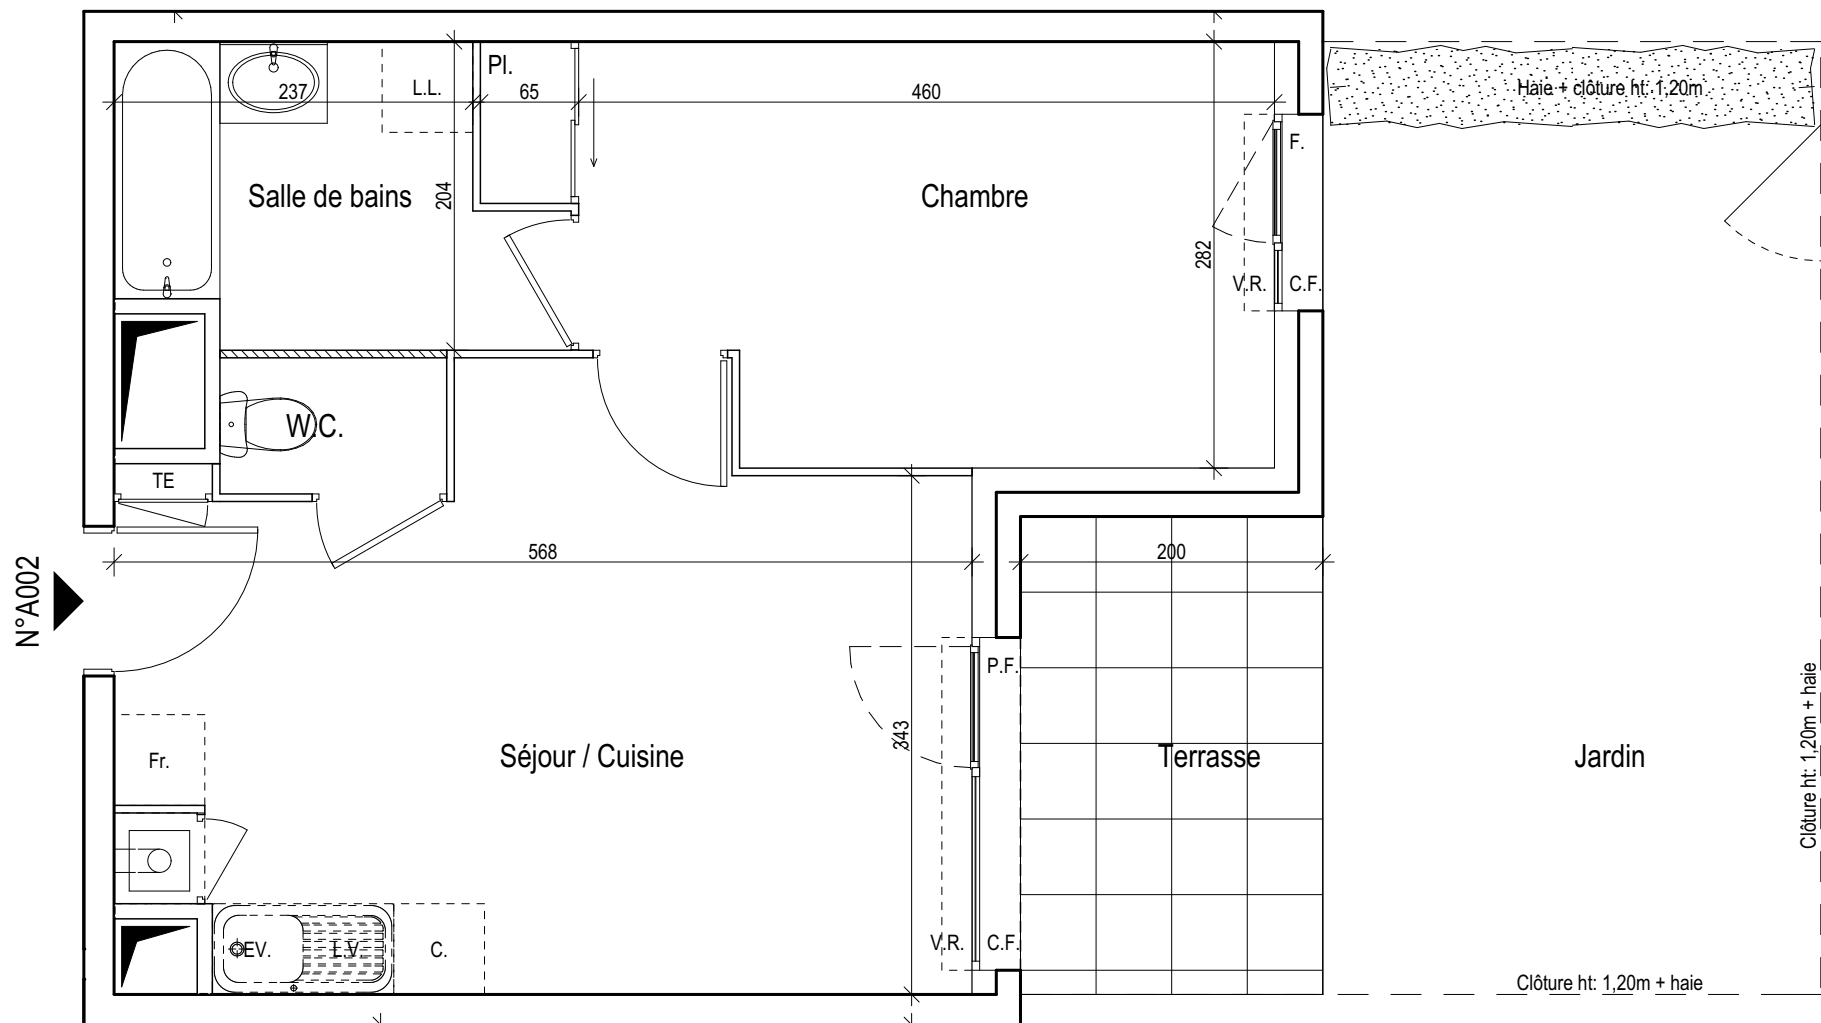 Pl.
L.L.
237
65
460
Haie + clôture ht: 1,20m
F.
Salle de bains
204
Chambre
282
V.R.
C.F.
W.C.
TE
568
200
N°A002
P.F.
343
Fr.
Séjour / Cuisine
Terrasse
Jardin
Clôture ht: 1,20m + haie
EV.
L.V.
C.
V.R.
C.F.
Clôture ht: 1,20m + haie